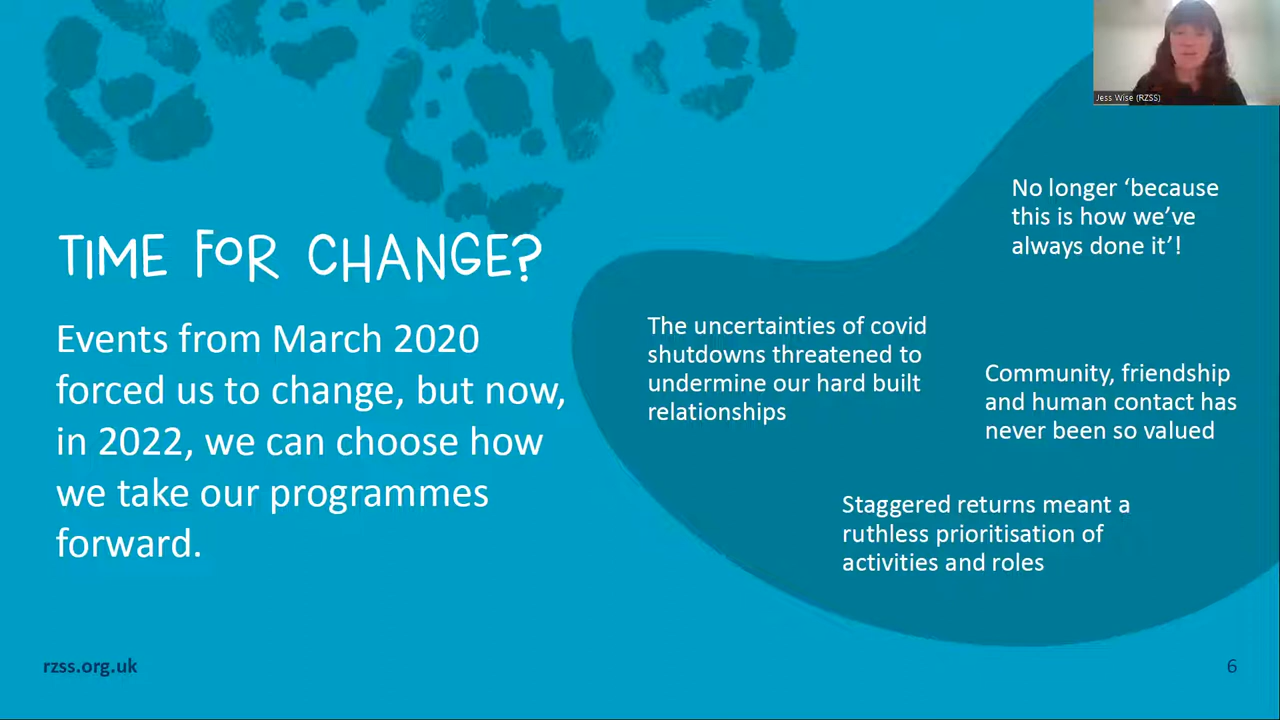 Jess Wise (RZSS)
TIME FOR CHANGE?
Events from March 2020
forced us to change, but now,
in 2022, we can choose how
we take our programmes
forward.
No longer ‘because
this is how we’ve
always done it’!
The uncertainties of covid
shutdowns threatened to
undermine our hard built
relationships
Community, friendship
and human contact has
never been so valued
Staggered returns meant a
ruthless prioritisation of
activities and roles
rzss.org.uk
6